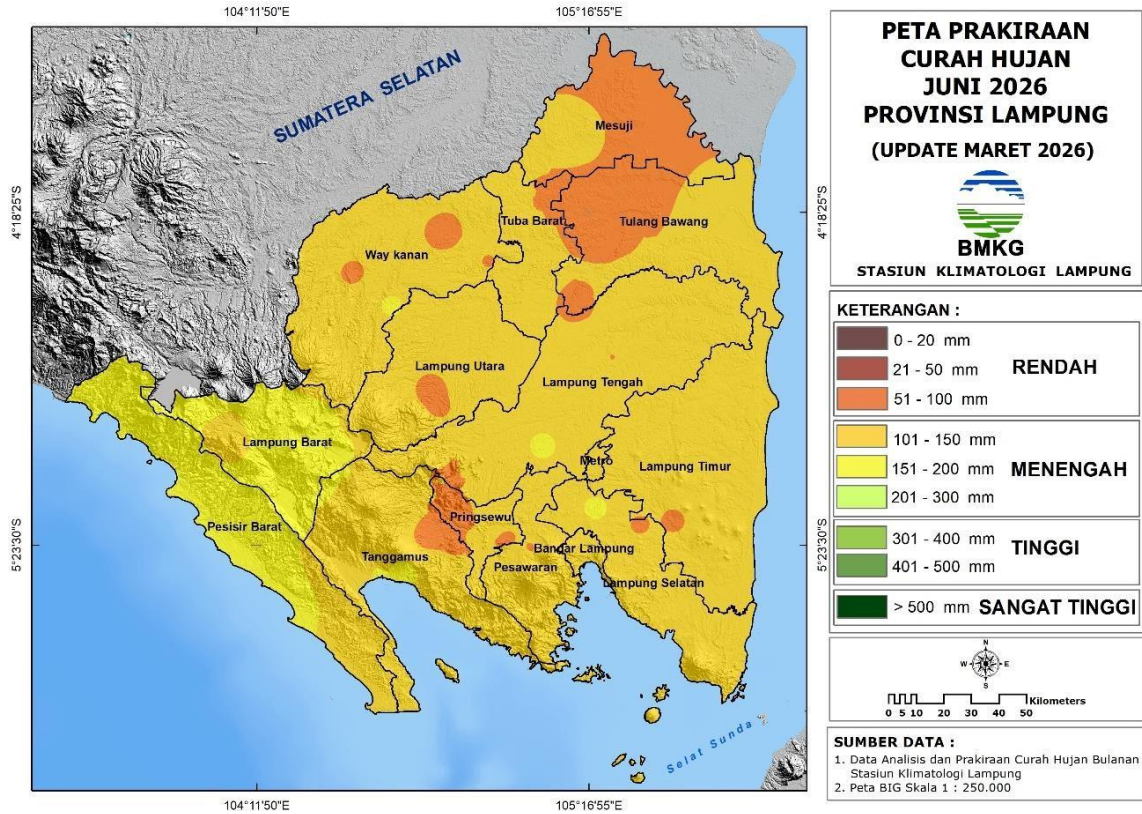 104°11'50"E
105°16'55"E
4°18'25"S
5°23'30"S
SUMATERA SELATAN
Mesuji
Tuba Barat
Tulang Bawang
Way kanan
Lampung Utara
Lampung Tengah
Lampung Barat
Metro
Lampung Timur
Pesisir Barat
Pringsewu
Tanggamus
Bandar Lampung
Pesawaran
Lampung Selatan
Selat Sunda
4°18'25"S
5°23'30"S
104°11'50"E
105°16'55"E
PETA PRAKIRAAN
CURAH HUJAN
JUNI 2026
PROVINSI LAMPUNG
(UPDATE MARET 2026)
BMKG
STASIUN KLIMATOLOGI LAMPUNG
KETERANGAN :
0 - 20 mm
21 - 50 mm
RENDAH
51 - 100 mm
101 - 150 mm
151 - 200 mm
MENENGAH
201 - 300 mm
301 - 400 mm
TINGGI
401 - 500 mm
> 500 mm
SANGAT TINGGI
N
W
E
S
Kilometers
0 5 10 20 30 40 50
SUMBER DATA :
1. Data Analisis dan Prakiraan Curah Hujan Bulanan
Stasiun Klimatologi Lampung
2. Peta BIG Skala 1 : 250.000